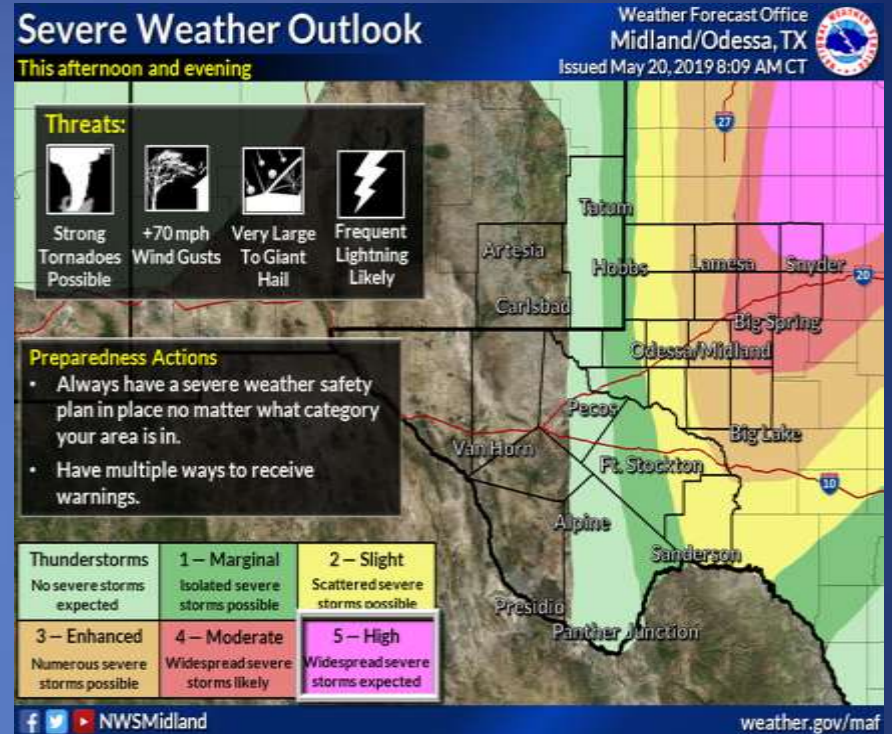 Severe Weather Outlook
This afternoon and evening
Weather Forecast Office
Midland/Odessa, TX
Issued May 20, 2019 8:09 AM CT
Threats:
Strong
Tornadoes
Possible
+70 mph
Wind Gusts
Very Large
To Giant
Hail
Frequent
Lightning
Likely
27
Tatum
Artesia
Hobbs
Lamesa
Snyder
20
Carlsbad
Big Spring
Odessa/Midland
Preparedness Actions
• Always have a severe weather safety
plan in place no matter what category
your area is in.
• Have multiple ways to receive
warnings.
Pecos
Van Horn
Big Lake
Ft. Stockton
10
Alpine
Sanderson
Presidio
Panther Junction
Thunderstorms
No severe storms
expected
1 – Marginal
Isolated severe
storms possible
2 – Slight
Scattered severe
storms possible
3 – Enhanced
Numerous severe
storms possible
4 – Moderate
Widespread severe
storms likely
5 – High
Widespread severe
storms expected
NWSMidland
weather.gov/maf